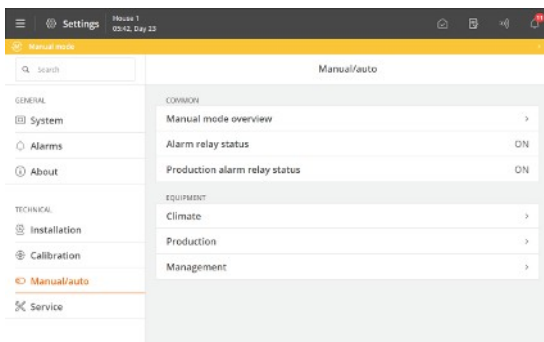 Settings
House 1
05:42, Day 23
11
Manual mode
Search
Manual/auto
GENERAL
System
Alarms
About
TECHNICAL
Installation
Calibration
Manual/auto
Service
COMMON
Manual mode overview
Alarm relay status ON
Production alarm relay status ON
EQUIPMENT
Climate
Production
Management